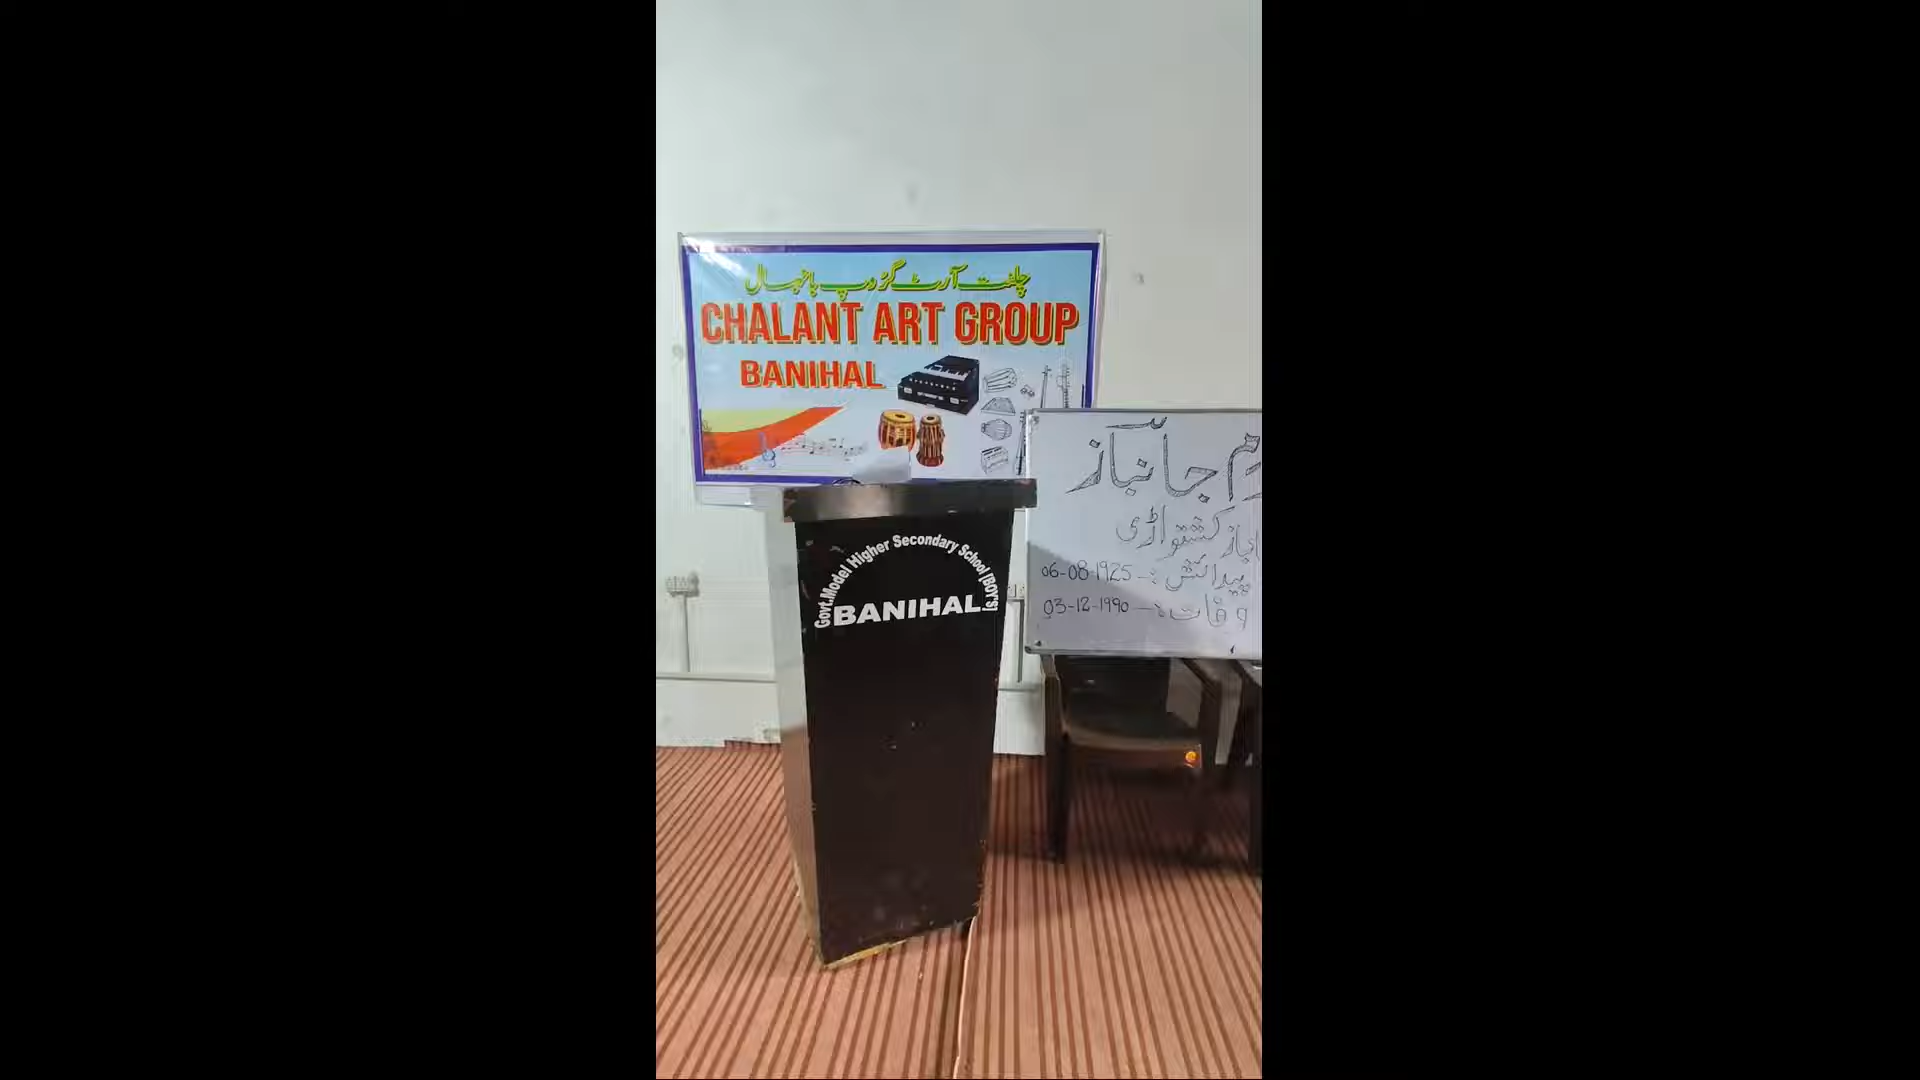 چلنت آرٹ گروپ بانہال
CHALANT ART GROUP
BANIHAL
Govt.Model Higher Secondary School [BOY'S]
BANIHAL
جانباز
کشتواڑی
پیدائش :- 06-08-1925
وفات :- 03-12-1990